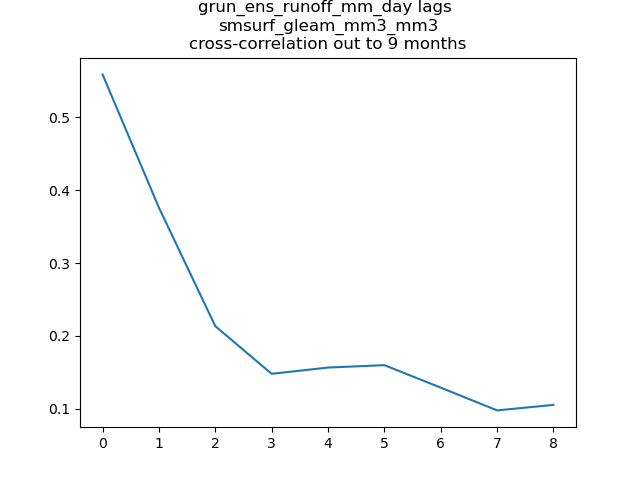 grun_ens_runoff_mm_day lags
smsurf_gleam_mm3_mm3
cross-correlation out to 9 months
0.5
0.4
0.3
0.2
0.1
0 1 2 3 4 5 6 7 8